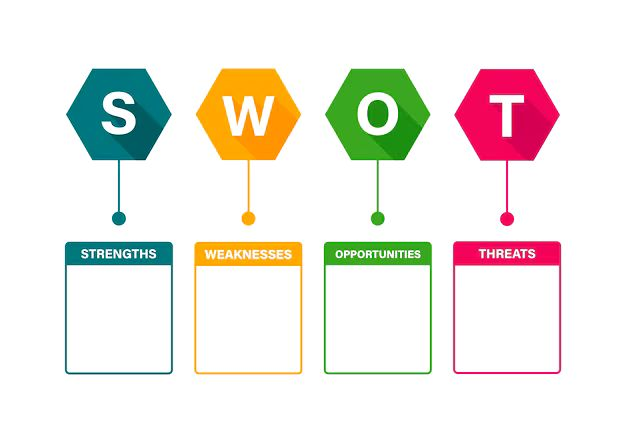 S W O T
STRENGTHS
WEAKNESSES
OPPORTUNITIES
THREATS